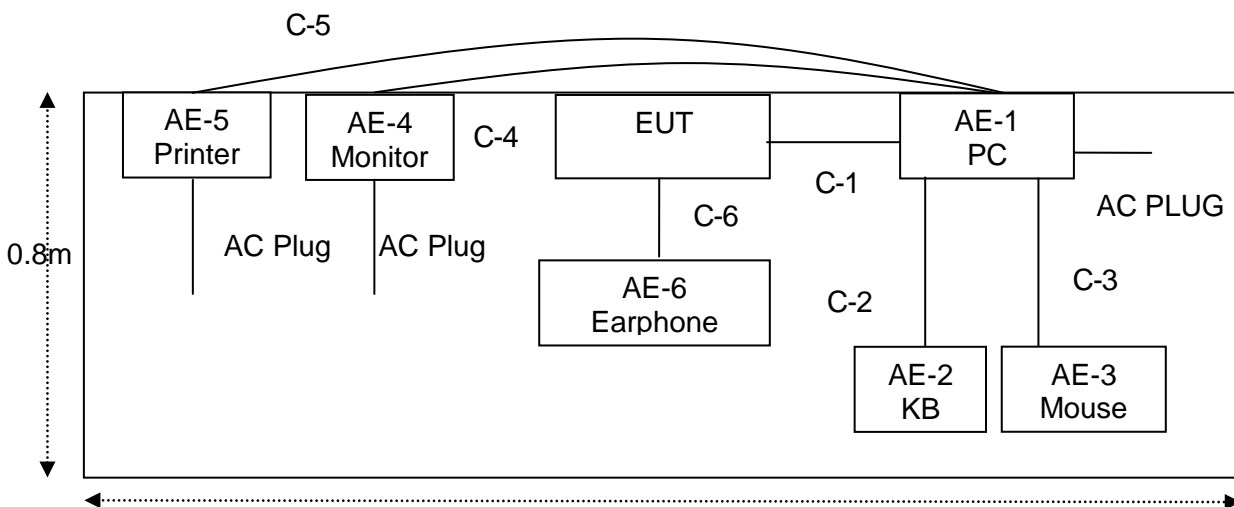 C-5
AE-5
Printer
AE-4
Monitor
C-4
EUT
AE-1
PC
C-1
AC PLUG
C-6
AC Plug
AC Plug
0.8m
AE-6
Earphone
C-2
C-3
AE-2
KB
AE-3
Mouse